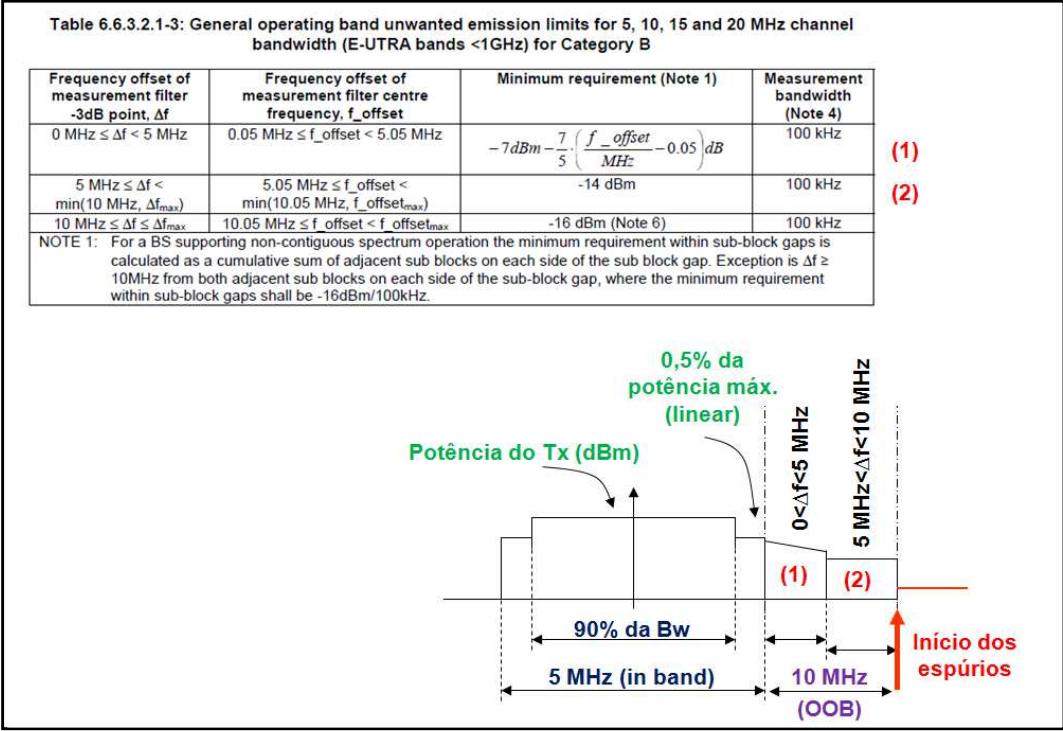 Table 6.6.3.2.1-3: General operating band unwanted emission limits for 5, 10, 15 and 20 MHz channel
bandwidth (E-UTRA bands <1GHz) for Category B
Frequency offset of
measurement filter
-3dB point, Δf
Frequency offset of
measurement filter centre
frequency, f_offset
Minimum requirement (Note 1)
Measurement
bandwidth
(Note 4)
0 MHz ≤ Δf < 5 MHz
0.05 MHz ≤ f_offset < 5.05 MHz
−7dBm − 7/5 · (f_offset/MHz − 0.05) dB
100 kHz
(1)
5 MHz ≤ Δf <
min(10 MHz, Δfmax)
5.05 MHz ≤ f_offset <
min(10.05 MHz, f_offsetmax)
-14 dBm
100 kHz
(2)
10 MHz ≤ Δf ≤ Δfmax
10.05 MHz ≤ f_offset < f_offsetmax
-16 dBm (Note 6)
100 kHz
NOTE 1: For a BS supporting non-contiguous spectrum operation the minimum requirement within sub-block gaps is
calculated as a cumulative sum of adjacent sub blocks on each side of the sub block gap. Exception is Δf ≥
10MHz from both adjacent sub blocks on each side of the sub-block gap, where the minimum requirement
within sub-block gaps shall be -16dBm/100kHz.
0,5% da
potência máx.
(linear)
Potência do Tx (dBm)
0<Δf<5 MHz
5 MHz<Δf<10 MHz
(1)
(2)
90% da Bw
5 MHz (in band)
10 MHz
(OOB)
Início dos
espúrios